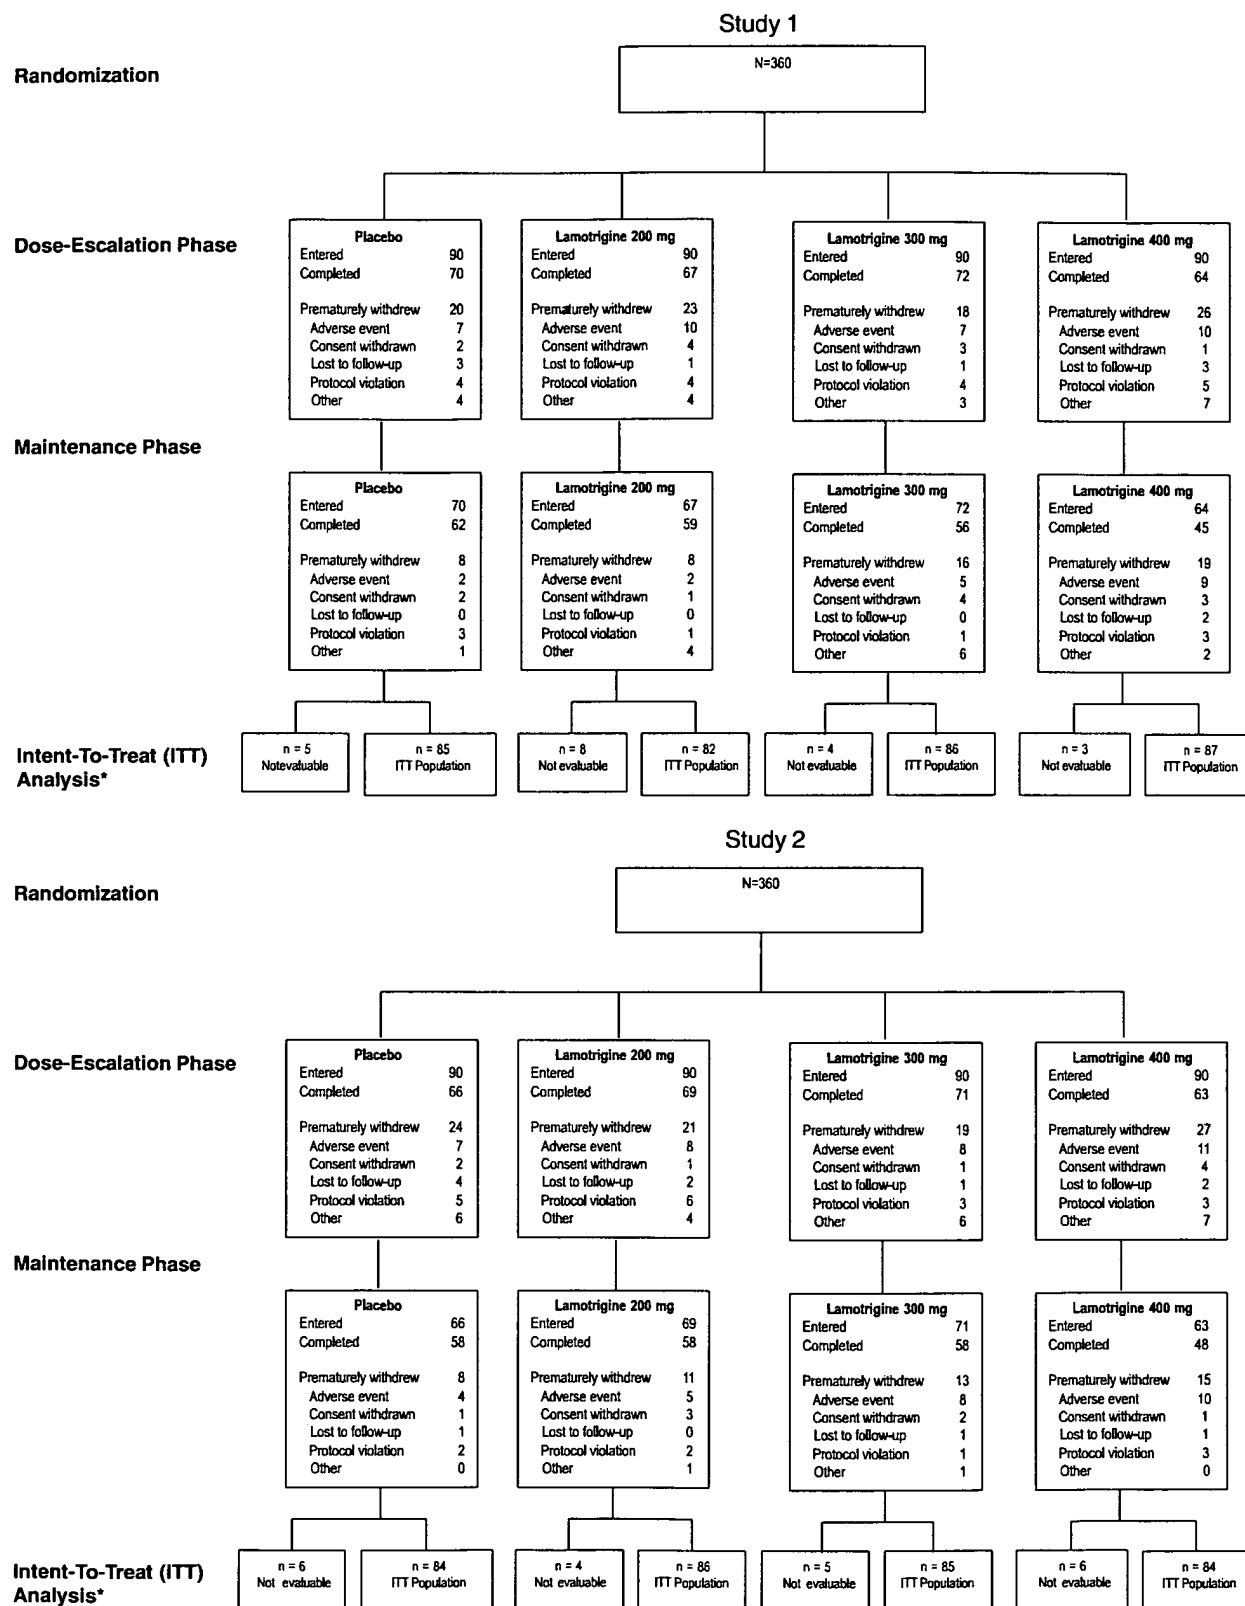 Study 1
Randomization
N=360
Dose-Escalation Phase
Placebo
Entered 90
Completed 70
Prematurely withdrew 20
Adverse event 7
Consent withdrawn 2
Lost to follow-up 3
Protocol violation 4
Other 4
Lamotrigine 200 mg
Entered 90
Completed 67
Prematurely withdrew 23
Adverse event 10
Consent withdrawn 4
Lost to follow-up 1
Protocol violation 4
Other 4
Lamotrigine 300 mg
Entered 90
Completed 72
Prematurely withdrew 18
Adverse event 7
Consent withdrawn 3
Lost to follow-up 1
Protocol violation 4
Other 3
Lamotrigine 400 mg
Entered 90
Completed 64
Prematurely withdrew 26
Adverse event 10
Consent withdrawn 1
Lost to follow-up 3
Protocol violation 5
Other 7
Maintenance Phase
Placebo
Entered 70
Completed 62
Prematurely withdrew 8
Adverse event 2
Consent withdrawn 2
Lost to follow-up 0
Protocol violation 3
Other 1
Lamotrigine 200 mg
Entered 67
Completed 59
Prematurely withdrew 8
Adverse event 2
Consent withdrawn 1
Lost to follow-up 0
Protocol violation 1
Other 4
Lamotrigine 300 mg
Entered 72
Completed 56
Prematurely withdrew 16
Adverse event 5
Consent withdrawn 4
Lost to follow-up 0
Protocol violation 1
Other 6
Lamotrigine 400 mg
Entered 64
Completed 45
Prematurely withdrew 19
Adverse event 9
Consent withdrawn 3
Lost to follow-up 2
Protocol violation 3
Other 2
Intent-To-Treat (ITT)
Analysis*
n = 5
Notevaluable
n = 85
ITT Population
n = 8
Not evaluable
n = 82
ITT Population
n = 4
Not evaluable
n = 86
ITT Population
n = 3
Not evaluable
n = 87
ITT Population
Study 2
Randomization
N=360
Dose-Escalation Phase
Placebo
Entered 90
Completed 66
Prematurely withdrew 24
Adverse event 7
Consent withdrawn 2
Lost to follow-up 4
Protocol violation 5
Other 6
Lamotrigine 200 mg
Entered 90
Completed 69
Prematurely withdrew 21
Adverse event 8
Consent withdrawn 1
Lost to follow-up 2
Protocol violation 6
Other 4
Lamotrigine 300 mg
Entered 90
Completed 71
Prematurely withdrew 19
Adverse event 8
Consent withdrawn 1
Lost to follow-up 1
Protocol violation 3
Other 6
Lamotrigine 400 mg
Entered 90
Completed 63
Prematurely withdrew 27
Adverse event 11
Consent withdrawn 4
Lost to follow-up 2
Protocol violation 3
Other 7
Maintenance Phase
Placebo
Entered 66
Completed 58
Prematurely withdrew 8
Adverse event 4
Consent withdrawn 1
Lost to follow-up 1
Protocol violation 2
Other 0
Lamotrigine 200 mg
Entered 69
Completed 58
Prematurely withdrew 11
Adverse event 5
Consent withdrawn 3
Lost to follow-up 0
Protocol violation 2
Other 1
Lamotrigine 300 mg
Entered 71
Completed 58
Prematurely withdrew 13
Adverse event 8
Consent withdrawn 2
Lost to follow-up 1
Protocol violation 1
Other 1
Lamotrigine 400 mg
Entered 63
Completed 48
Prematurely withdrew 15
Adverse event 10
Consent withdrawn 1
Lost to follow-up 1
Protocol violation 3
Other 0
Intent-To-Treat (ITT)
Analysis*
n = 6
Not evaluable
n = 84
ITT Population
n = 4
Not evaluable
n = 86
ITT Population
n = 5
Not evaluable
n = 85
ITT Population
n = 6
Not evaluable
n = 84
ITT Population